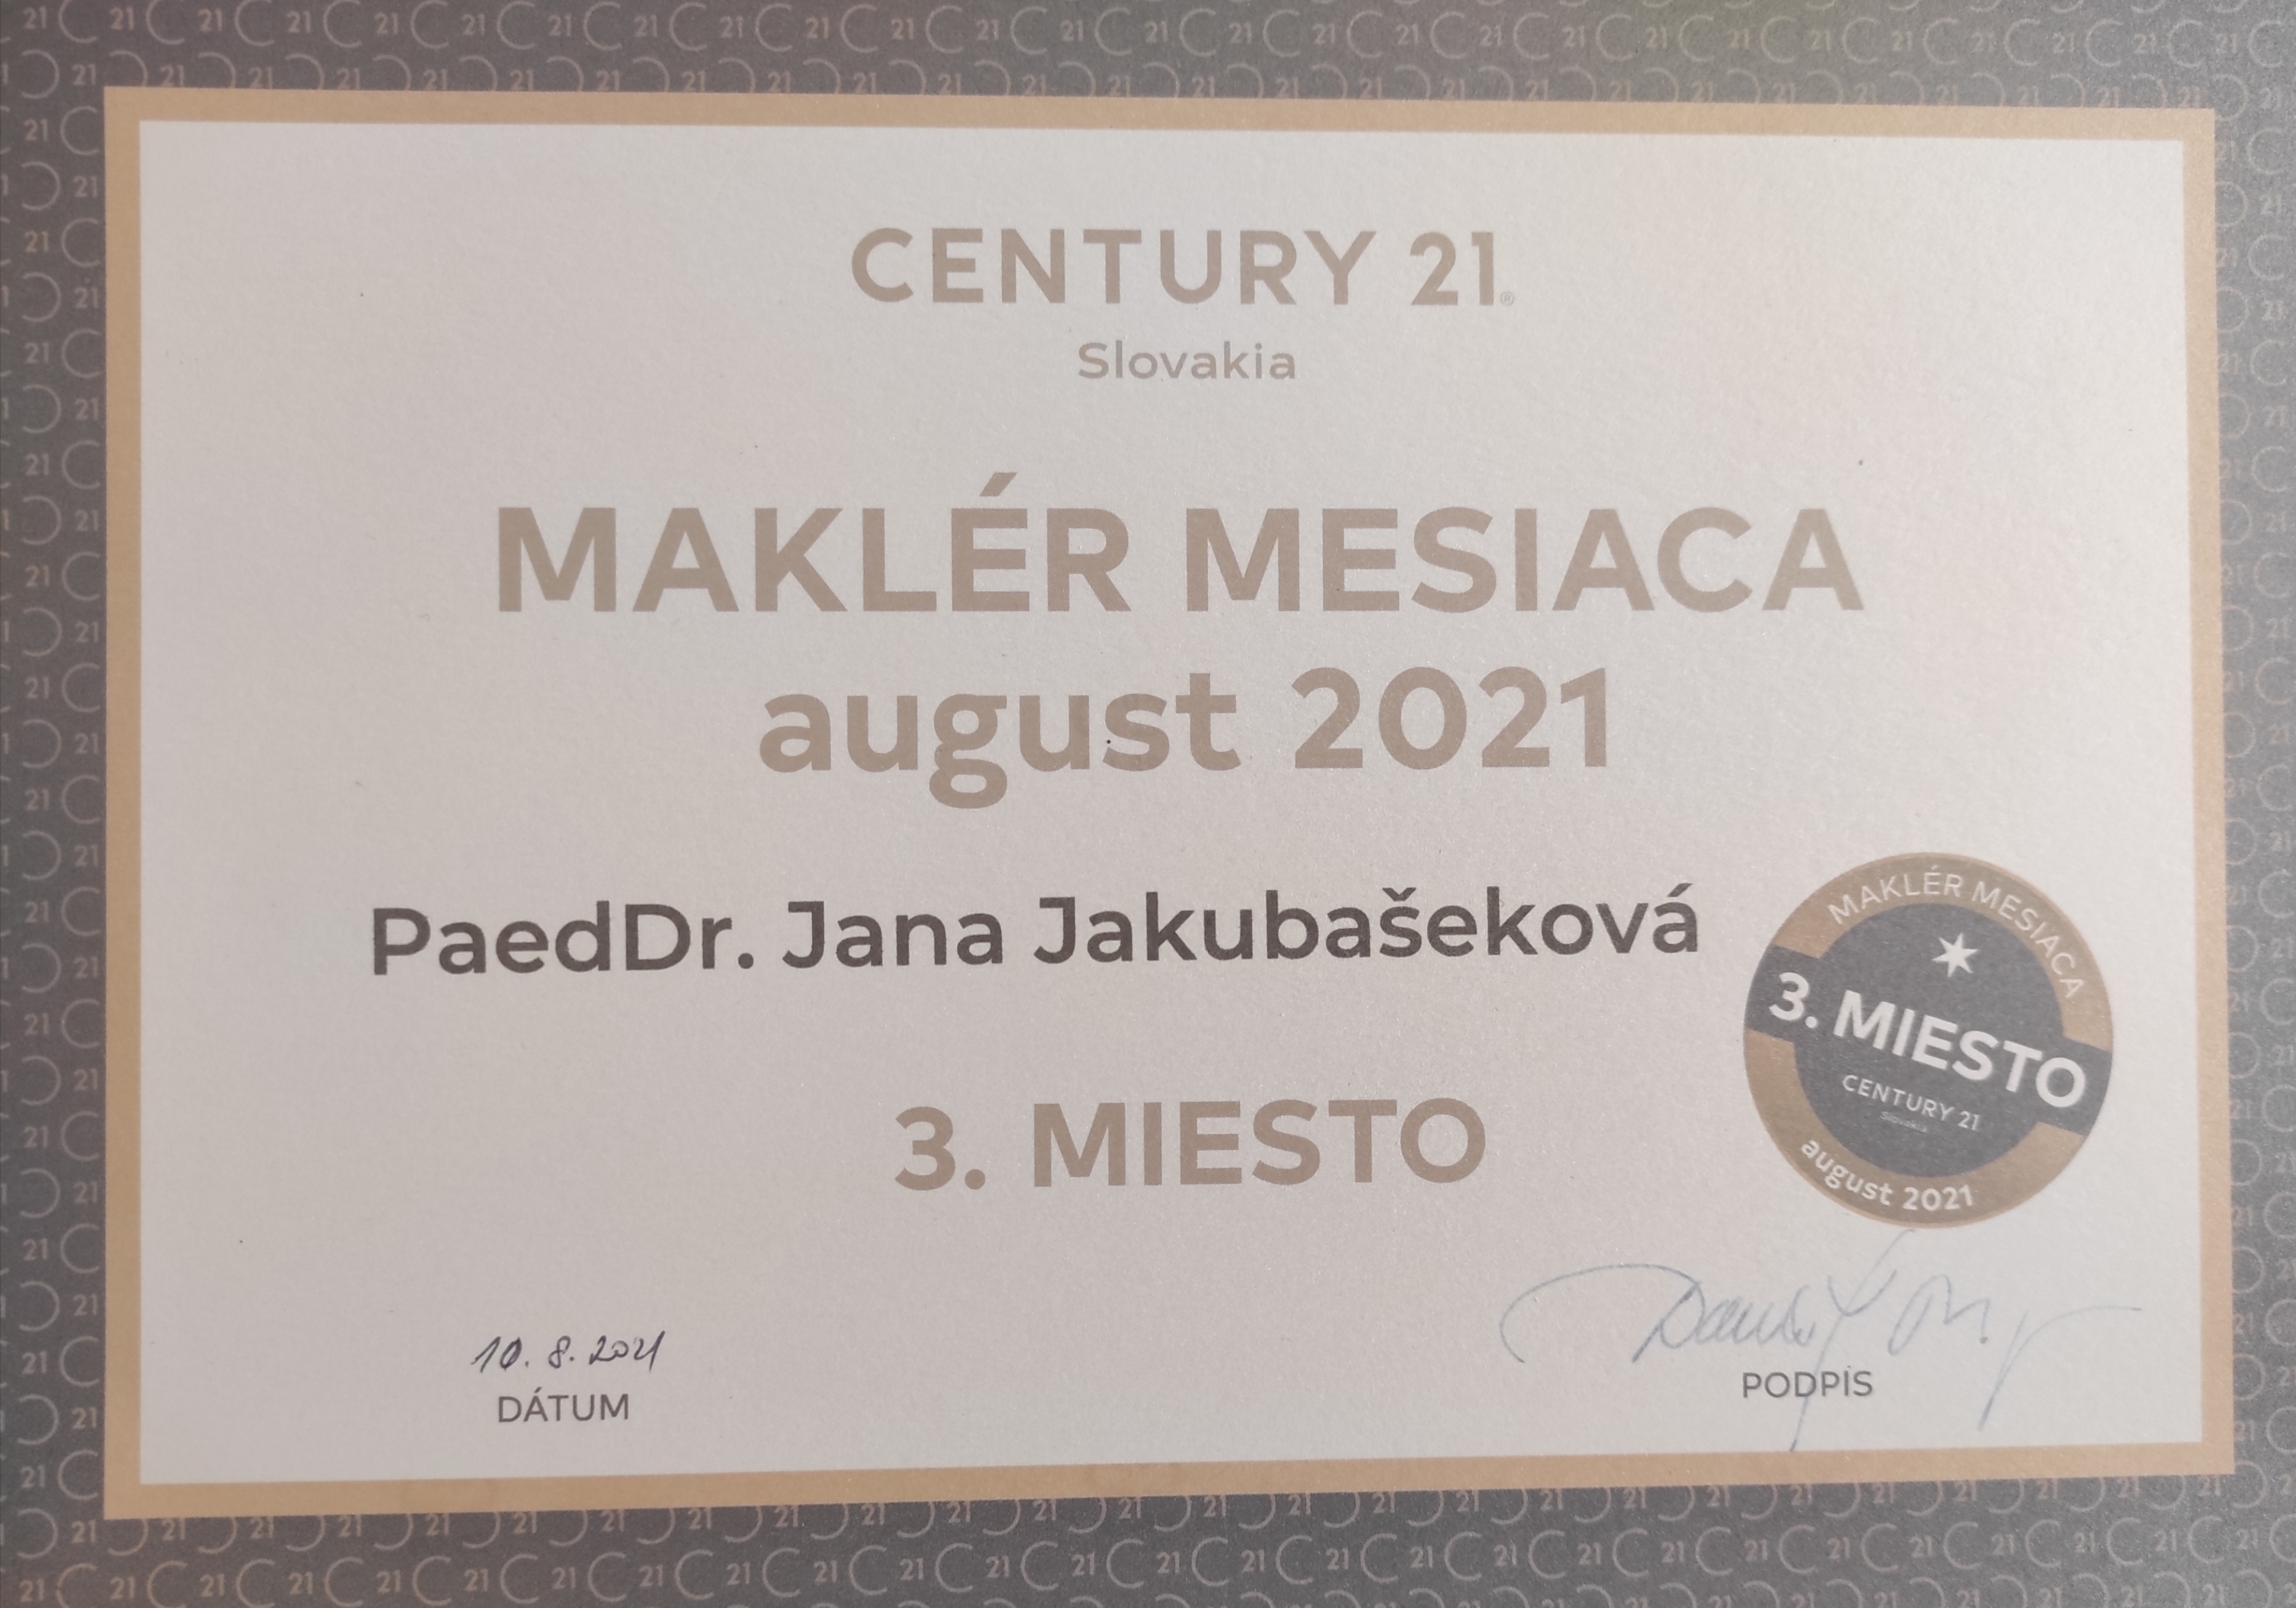 CENTURY 21®
Slovakia
MAKLÉR MESIACA
august 2021
PaedDr. Jana Jakubašeková
MAKLÉR MESIACA
3. MIESTO
CENTURY 21
Slovakia
august 2021
3. MIESTO
10. 8. 2021
DÁTUM
PODPIS